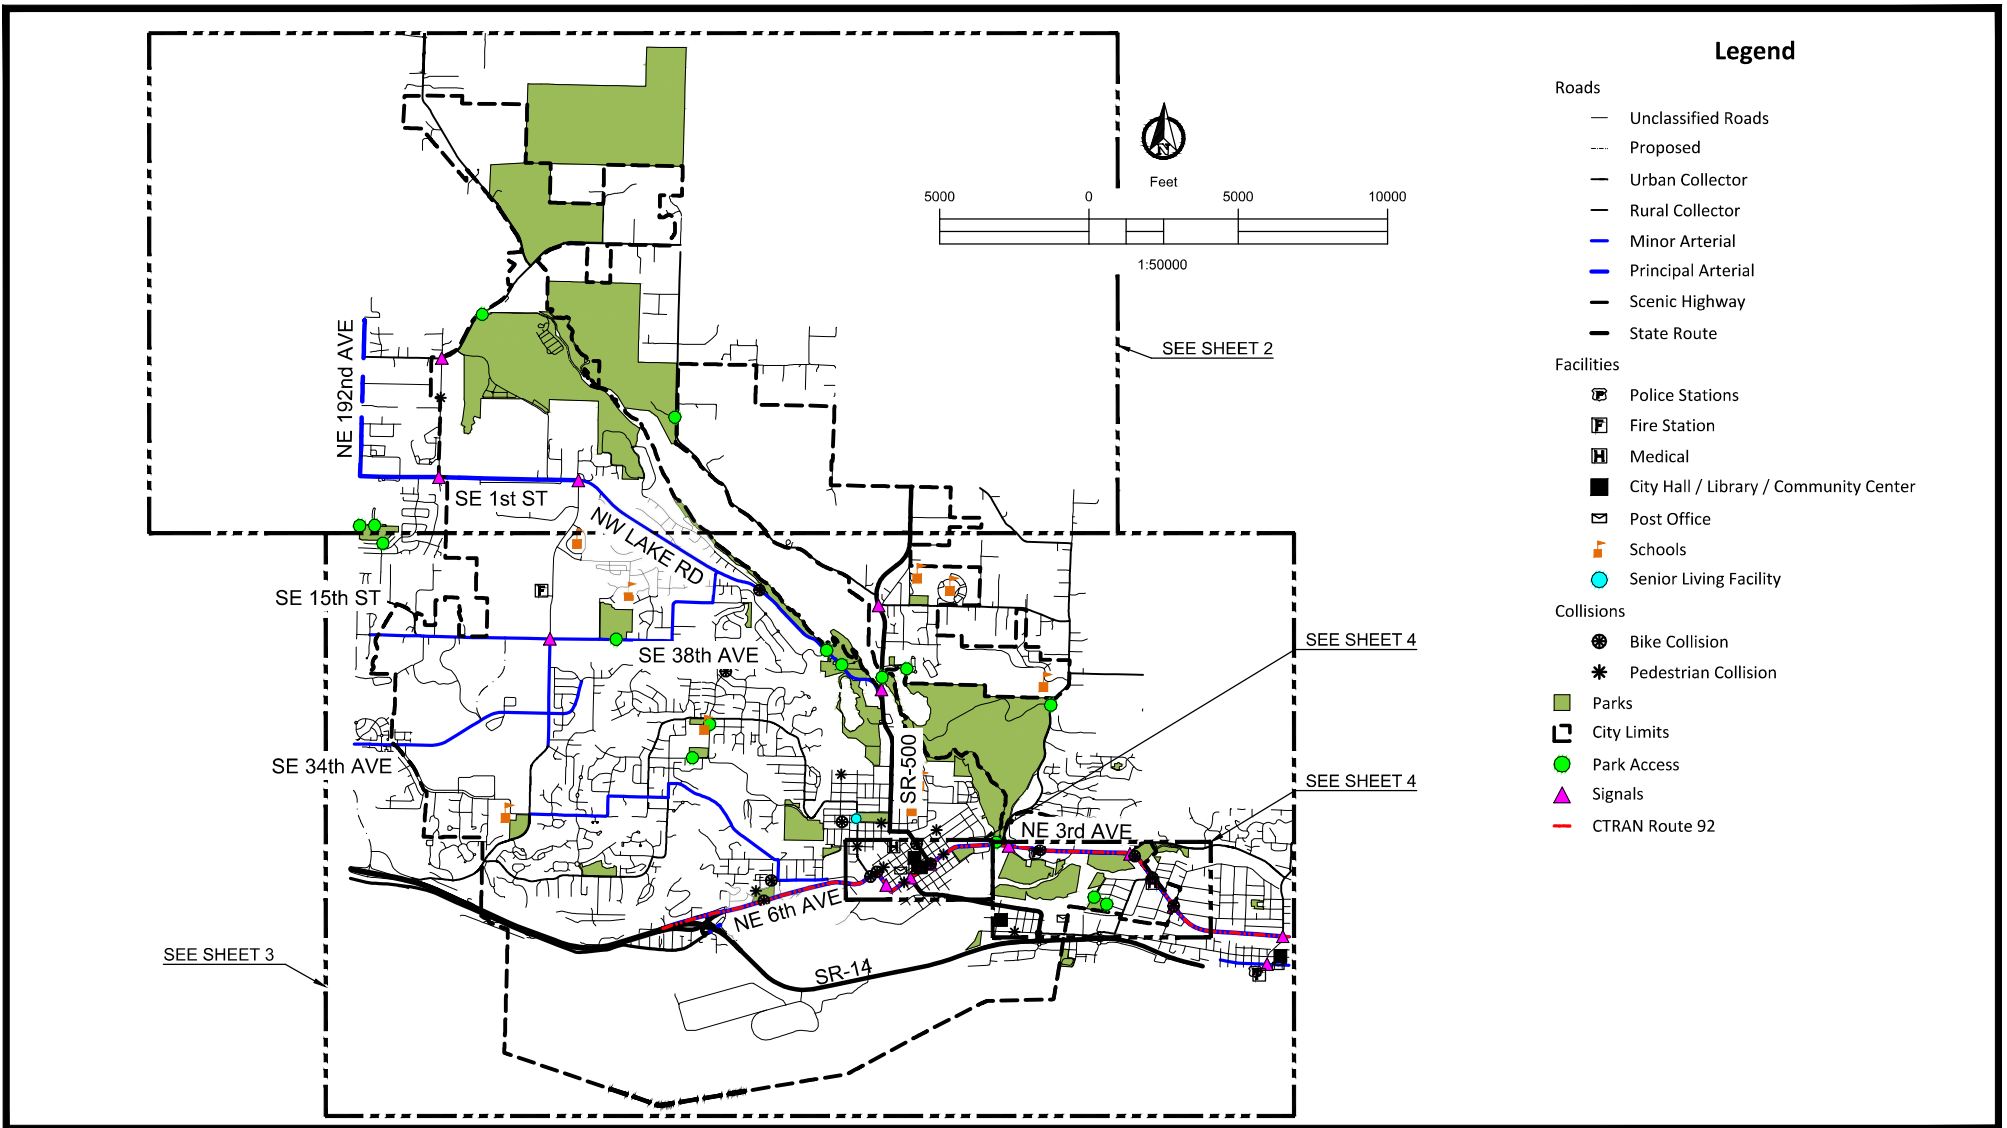 Legend
Roads
Unclassified Roads
Proposed
Urban Collector
Rural Collector
Minor Arterial
Principal Arterial
Scenic Highway
State Route
Facilities
P Police Stations
F Fire Station
H Medical
City Hall / Library / Community Center
Post Office
Schools
Senior Living Facility
Collisions
Bike Collision
Pedestrian Collision
Parks
City Limits
Park Access
Signals
CTRAN Route 92
N
Feet
5000 0 5000 10000
1:50000
SEE SHEET 2
NE 192nd AVE
SE 1st ST
NW LAKE RD
SE 15th ST
F
SE 38th AVE
SEE SHEET 4
SE 34th AVE
SR-500
SEE SHEET 4
NE 3rd AVE
H
NE 6th AVE
SEE SHEET 3
SR-14